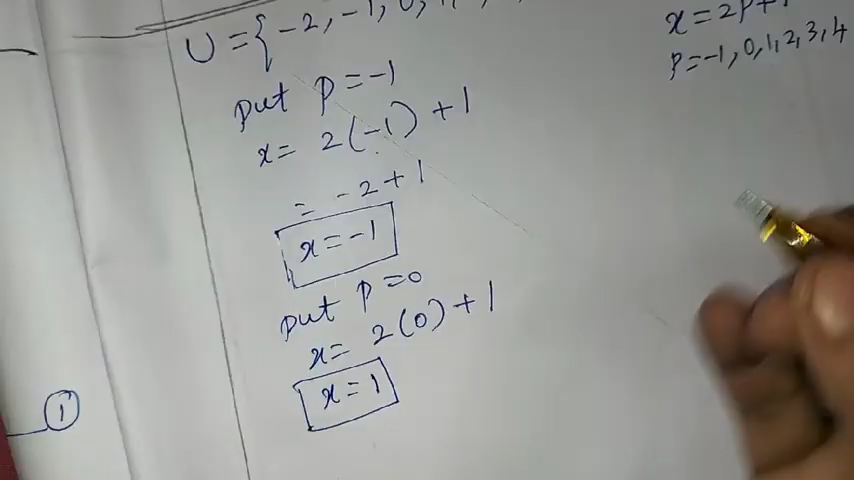 U = { -2, -1, 0, 1,
x = 2p+1
p = -1, 0, 1, 2, 3, 4
put p = -1
x = 2(-1) + 1
= -2 + 1
x = -1
put p = 0
x = 2(0) + 1
x = 1
1